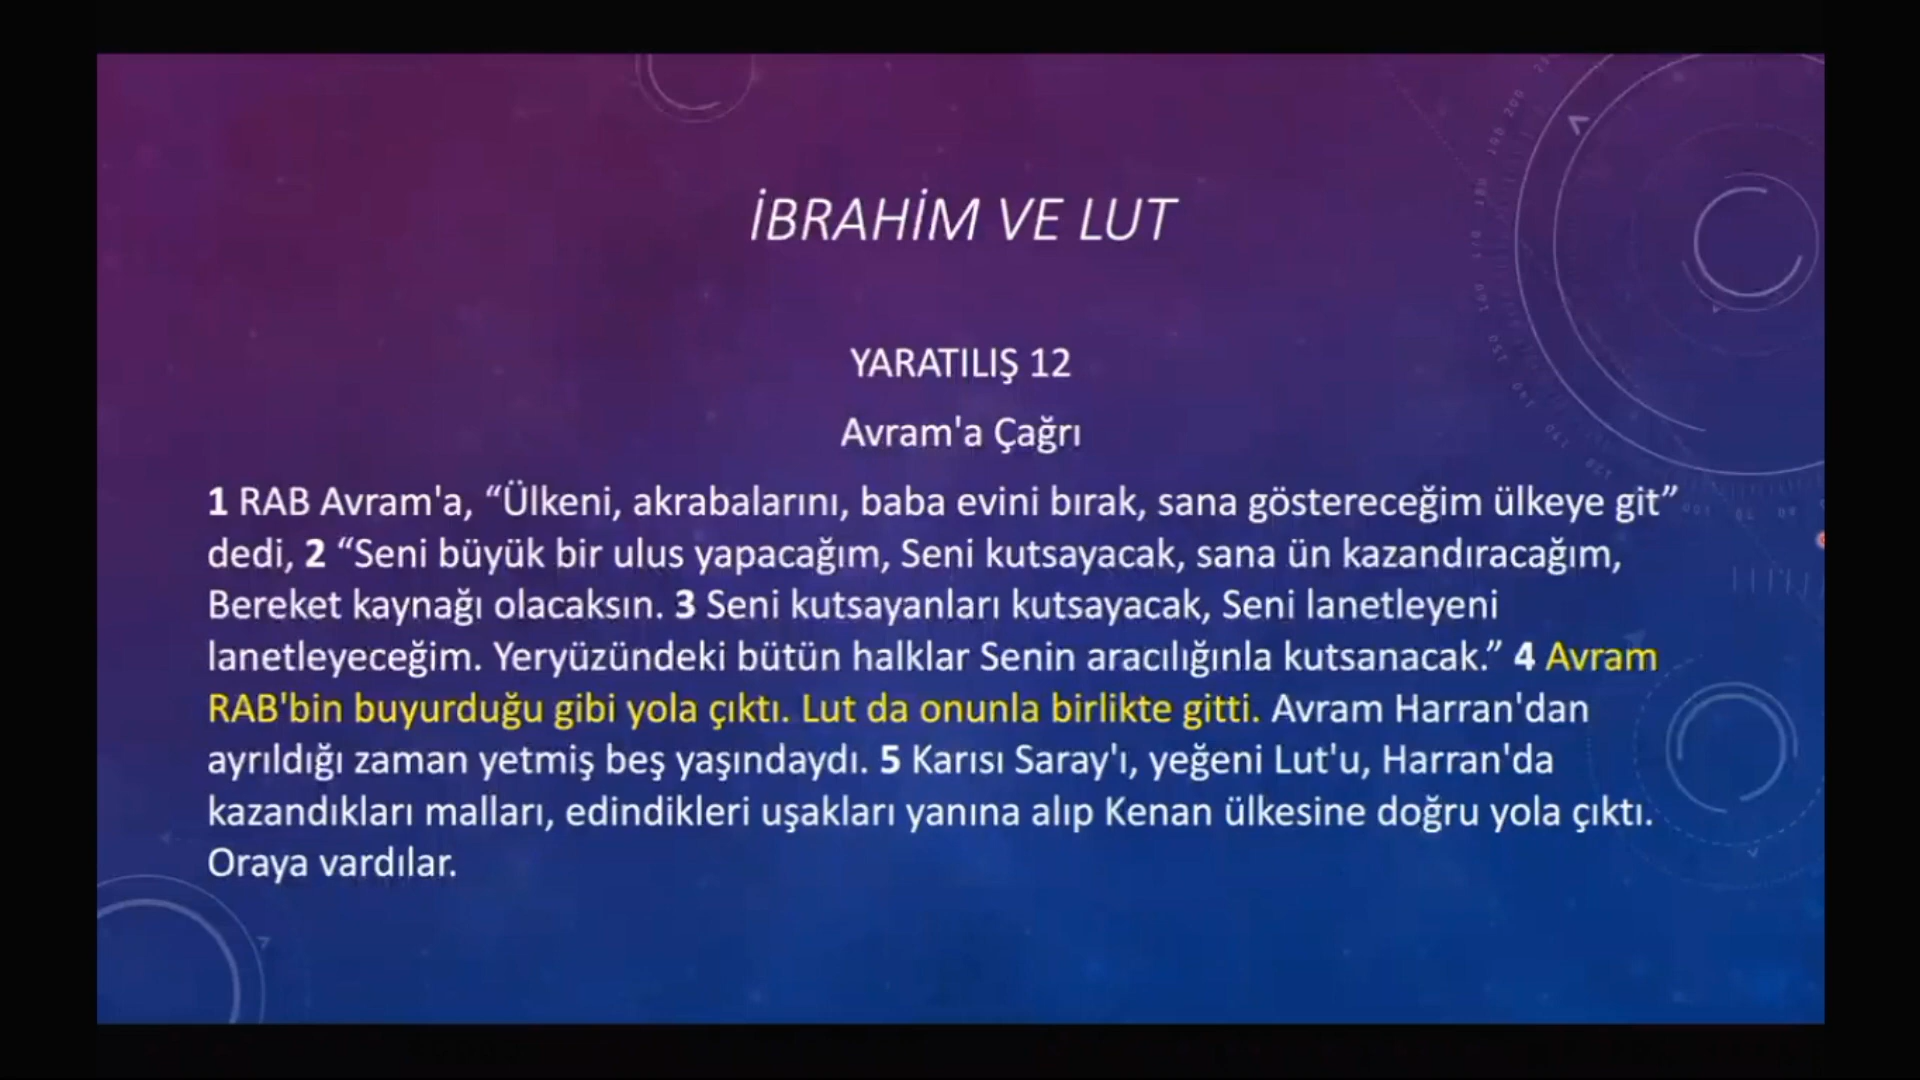 İBRAHİM VE LUT
YARATILIŞ 12
Avram'a Çağrı
1 RAB Avram'a, “Ülkeni, akrabalarını, baba evini bırak, sana göstereceğim ülkeye git”
dedi, 2 “Seni büyük bir ulus yapacağım, Seni kutsayacak, sana ün kazandıracağım,
Bereket kaynağı olacaksın. 3 Seni kutsayanları kutsayacak, Seni lanetleyeni
lanetleyeceğim. Yeryüzündeki bütün halklar Senin aracılığınla kutsanacak.” 4 Avram
RAB'bin buyurduğu gibi yola çıktı. Lut da onunla birlikte gitti. Avram Harran'dan
ayrıldığı zaman yetmiş beş yaşındaydı. 5 Karısı Saray'ı, yeğeni Lut'u, Harran'da
kazandıkları malları, edindikleri uşakları yanına alıp Kenan ülkesine doğru yola çıktı.
Oraya vardılar.